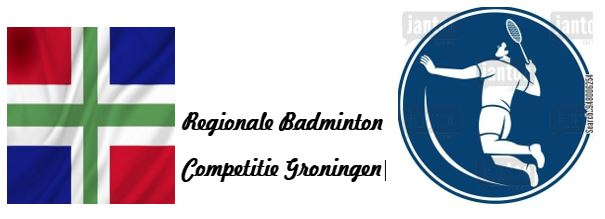 Regionale Badminton
Competitie Groningen